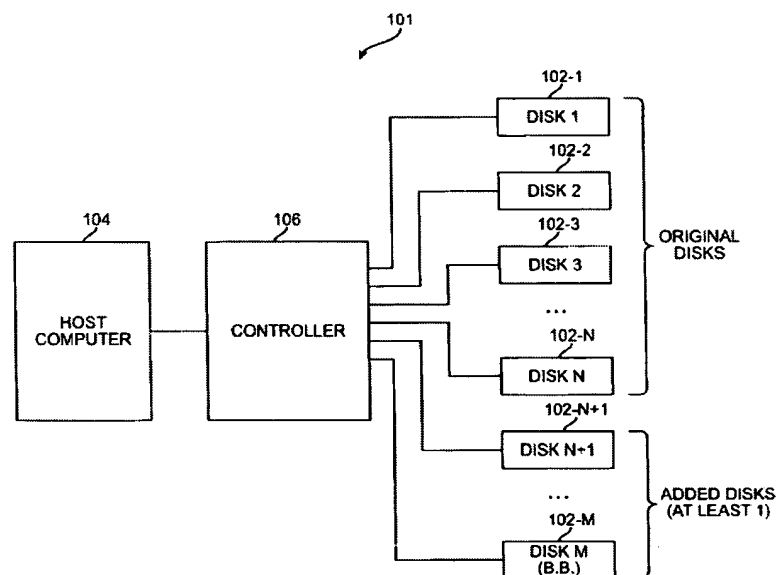 101
102-1
DISK 1
102-2
DISK 2
104
106
102-3
DISK 3
ORIGINAL
DISKS
HOST
COMPUTER
CONTROLLER
...
102-N
DISK N
102-N+1
DISK N+1
...
ADDED DISKS
(AT LEAST 1)
102-M
DISK M
(B.B.)